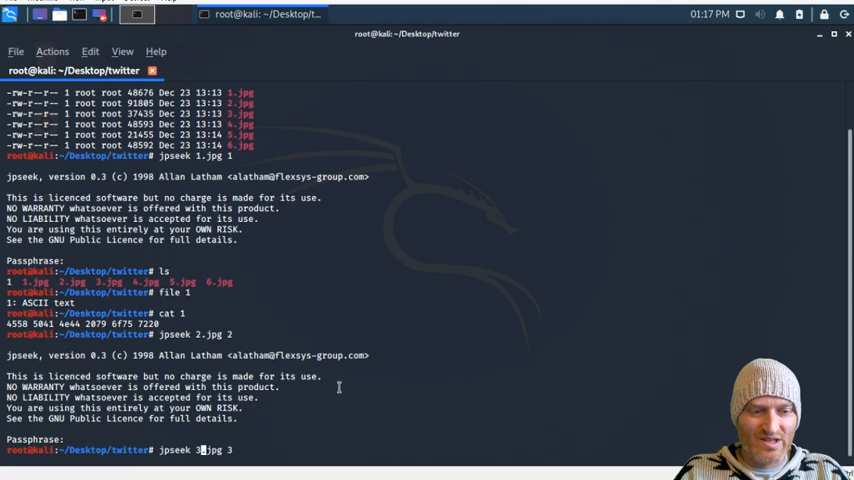 01:17 PM
root@kali: ~/Desktop/t...
root@kali: ~/Desktop/twitter
File Actions Edit View Help
root@kali: ~/Desktop/twitter
-rw-r--r-- 1 root root 48676 Dec 23 13:13 1.jpg
-rw-r--r-- 1 root root 91805 Dec 23 13:13 2.jpg
-rw-r--r-- 1 root root 37435 Dec 23 13:13 3.jpg
-rw-r--r-- 1 root root 48593 Dec 23 13:13 4.jpg
-rw-r--r-- 1 root root 21455 Dec 23 13:14 5.jpg
-rw-r--r-- 1 root root 48592 Dec 23 13:14 6.jpg
root@kali:~/Desktop/twitter# jpseek 1.jpg 1
jpseek, version 0.3 (c) 1998 Allan Latham <alatham@flexsys-group.com>
This is licenced software but no charge is made for its use.
NO WARRANTY whatsoever is offered with this product.
NO LIABILITY whatsoever is accepted for its use.
You are using this entirely at your OWN RISK.
See the GNU Public Licence for full details.
Passphrase:
root@kali:~/Desktop/twitter# ls
1 1.jpg 2.jpg 3.jpg 4.jpg 5.jpg 6.jpg
root@kali:~/Desktop/twitter# file 1
1: ASCII text
root@kali:~/Desktop/twitter# cat 1
4558 5041 4e44 2079 6f75 7220
root@kali:~/Desktop/twitter# jpseek 2.jpg 2
jpseek, version 0.3 (c) 1998 Allan Latham <alatham@flexsys-group.com>
This is licenced software but no charge is made for its use.
NO WARRANTY whatsoever is offered with this product.
NO LIABILITY whatsoever is accepted for its use.
You are using this entirely at your OWN RISK.
See the GNU Public Licence for full details.
Passphrase:
root@kali:~/Desktop/twitter# jpseek 3.jpg 3